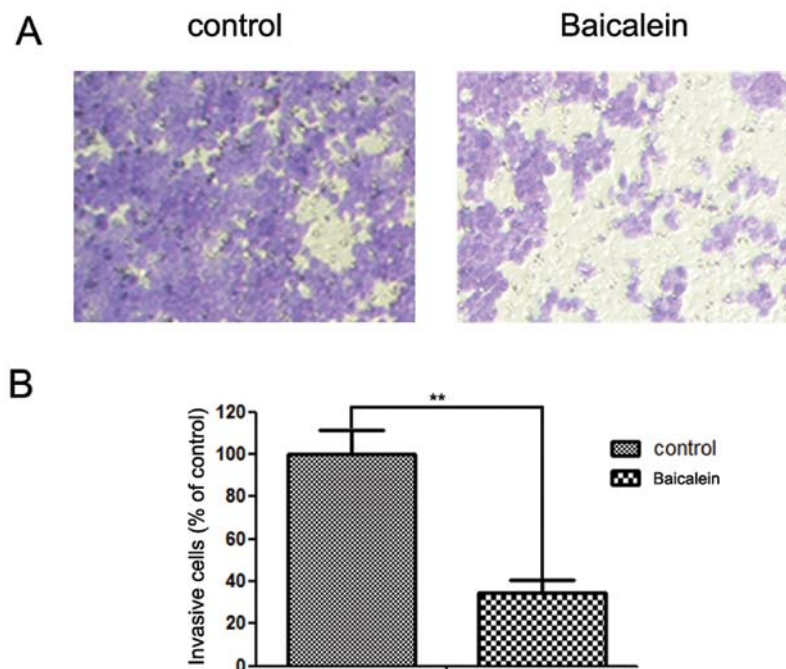 A
control
Baicalein
B
**
Invasive cells (% of control)
120
100
80
60
40
20
0
control
Baicalein